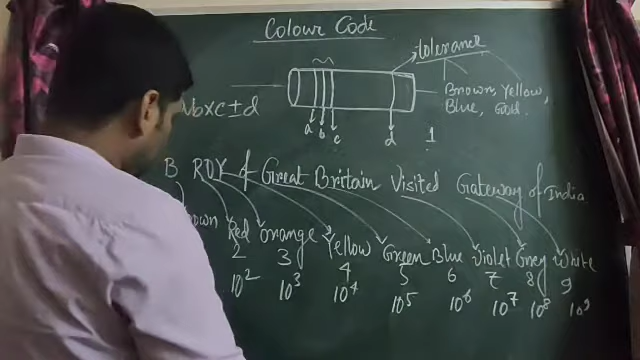 Colour Code
tolerance
Brown, Yellow,
Blue, Gold.
bxc±d
a b c d 1
B ROY of Great Britain Visited Gateway of India
Red Orange Yellow Green Blue Violet Grey White
2 3 4 5 6 7 8 9
10² 10³ 10⁴ 10⁵ 10⁶ 10⁷ 10⁸ 10⁹